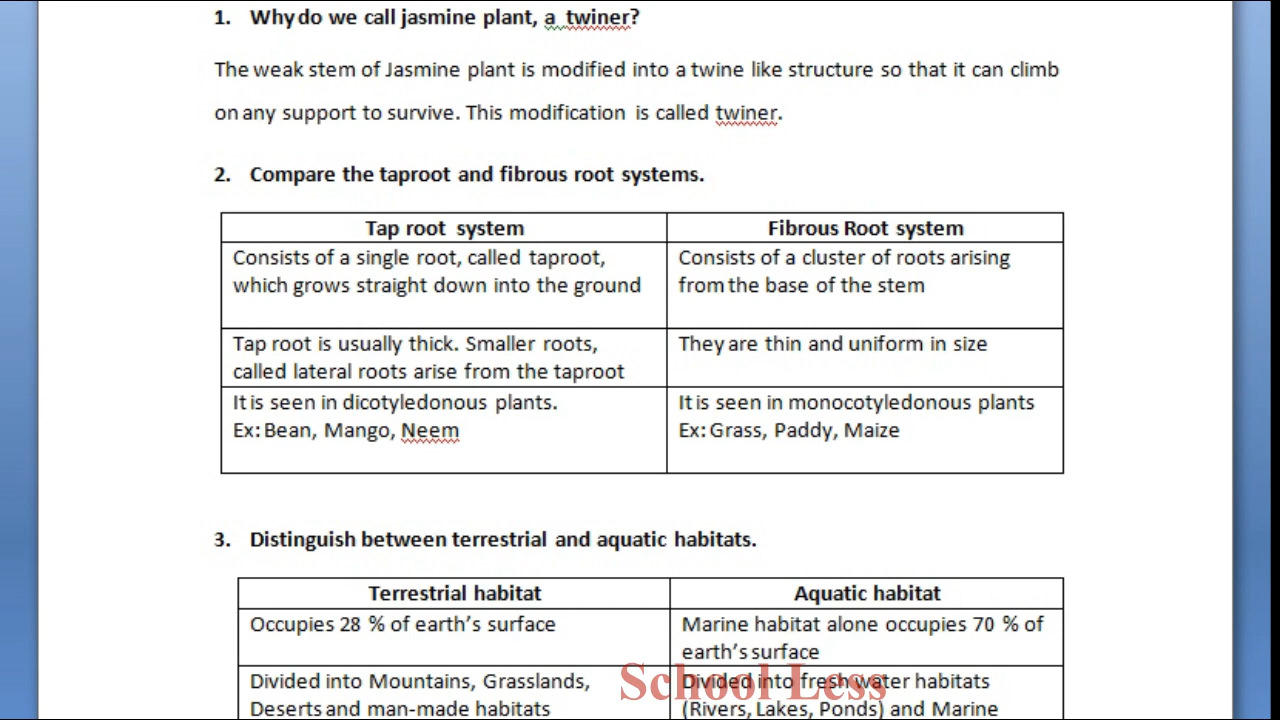 1. Why do we call jasmine plant, a twiner?
The weak stem of Jasmine plant is modified into a twine like structure so that it can climb
on any support to survive. This modification is called twiner.
2. Compare the taproot and fibrous root systems.
Tap root system
Fibrous Root system
Consists of a single root, called taproot,
which grows straight down into the ground
Consists of a cluster of roots arising
from the base of the stem
Tap root is usually thick. Smaller roots,
called lateral roots arise from the taproot
They are thin and uniform in size
It is seen in dicotyledonous plants.
Ex: Bean, Mango, Neem
It is seen in monocotyledonous plants
Ex: Grass, Paddy, Maize
3. Distinguish between terrestrial and aquatic habitats.
Terrestrial habitat
Aquatic habitat
Occupies 28 % of earth's surface
Marine habitat alone occupies 70 % of
earth's surface
Divided into Mountains, Grasslands,
Deserts and man-made habitats
Divided into fresh water habitats
(Rivers, Lakes, Ponds) and Marine
School Less